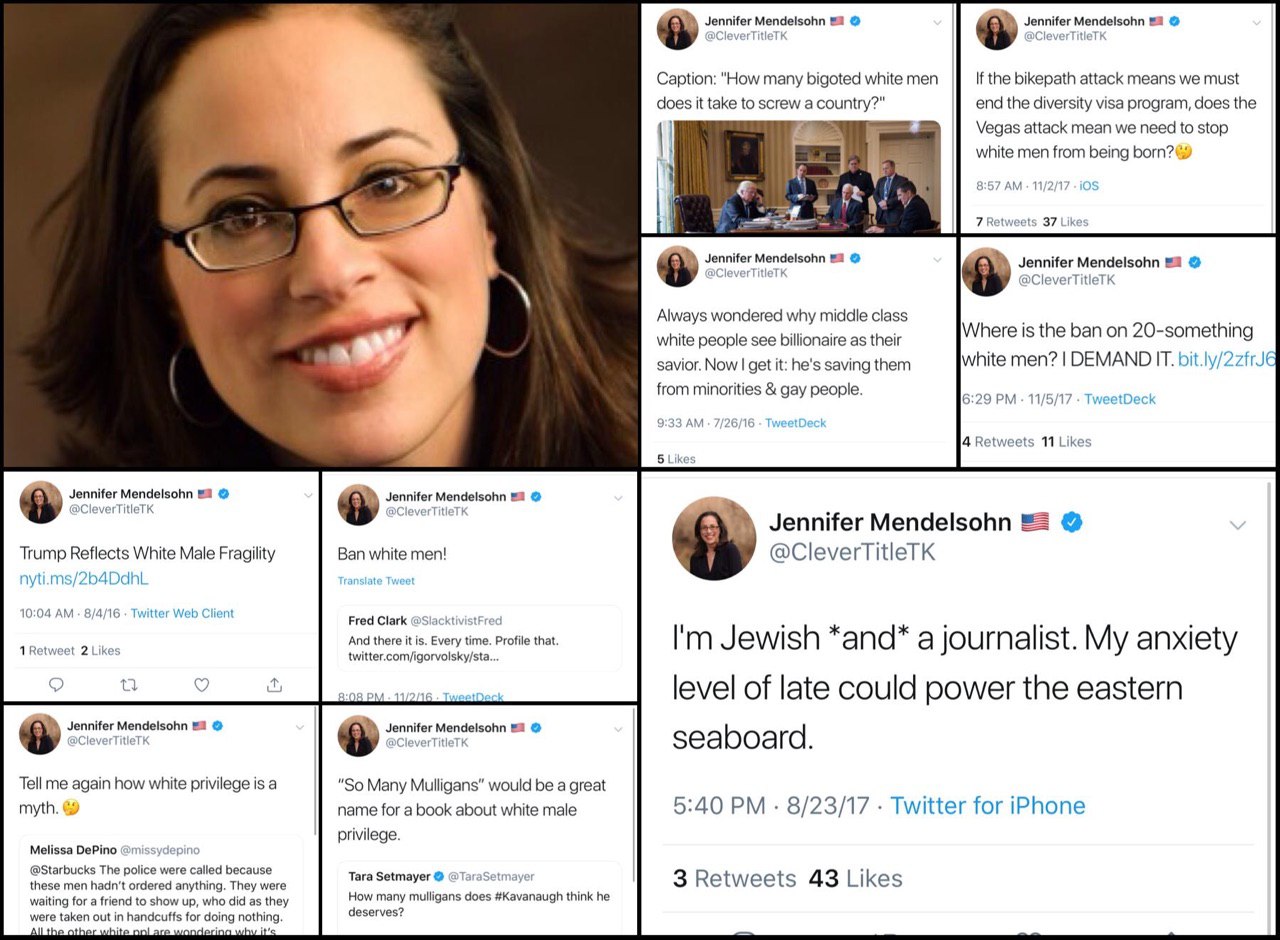 Jennifer Mendelsohn 🇺🇸
@CleverTitleTK
Caption: "How many bigoted white men
does it take to screw a country?"
Jennifer Mendelsohn 🇺🇸
@CleverTitleTK
If the bikepath attack means we must
end the diversity visa program, does the
Vegas attack mean we need to stop
white men from being born?🤔
8:57 AM · 11/2/17 · iOS
7 Retweets 37 Likes
Jennifer Mendelsohn 🇺🇸
@CleverTitleTK
Always wondered why middle class
white people see billionaire as their
savior. Now I get it: he's saving them
from minorities & gay people.
9:33 AM · 7/26/16 · TweetDeck
5 Likes
Jennifer Mendelsohn 🇺🇸
@CleverTitleTK
Where is the ban on 20-something
white men? I DEMAND IT. bit.ly/2zfrJ6
6:29 PM · 11/5/17 · TweetDeck
4 Retweets 11 Likes
Jennifer Mendelsohn 🇺🇸
@CleverTitleTK
Trump Reflects White Male Fragility
nyti.ms/2b4DdhL
10:04 AM · 8/4/16 · Twitter Web Client
1 Retweet 2 Likes
Jennifer Mendelsohn 🇺🇸
@CleverTitleTK
Ban white men!
Translate Tweet
Fred Clark @SlacktivistFred
And there it is. Every time. Profile that.
twitter.com/igorvolsky/sta...
8:08 PM · 11/2/16 · TweetDeck
Jennifer Mendelsohn 🇺🇸
@CleverTitleTK
Tell me again how white privilege is a
myth. 🤔
Melissa DePino @missydepino
@Starbucks The police were called because
these men hadn't ordered anything. They were
waiting for a friend to show up, who did as they
were taken out in handcuffs for doing nothing.
All the other white ppl are wondering why it's
Jennifer Mendelsohn 🇺🇸
@CleverTitleTK
“So Many Mulligans” would be a great
name for a book about white male
privilege.
Tara Setmayer @TaraSetmayer
How many mulligans does #Kavanaugh think he
deserves?
Jennifer Mendelsohn 🇺🇸
@CleverTitleTK
I'm Jewish *and* a journalist. My anxiety
level of late could power the eastern
seaboard.
5:40 PM · 8/23/17 · Twitter for iPhone
3 Retweets 43 Likes